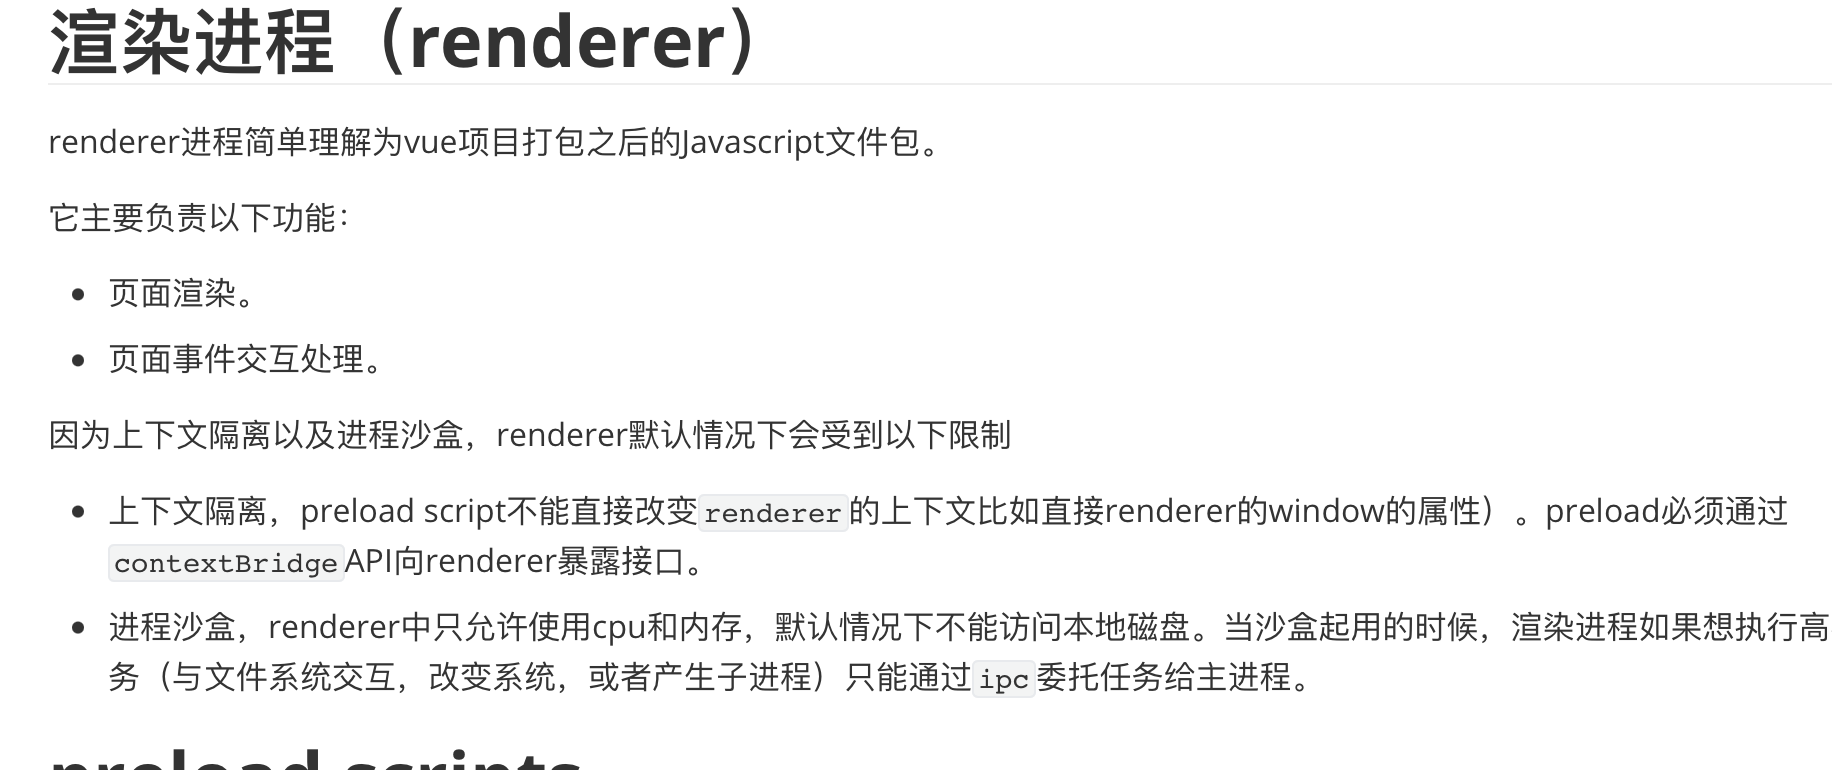 渲染进程（renderer）
renderer进程简单理解为vue项目打包之后的Javascript文件包。
它主要负责以下功能：
• 页面渲染。
• 页面事件交互处理。
因为上下文隔离以及进程沙盒，renderer默认情况下会受到以下限制
• 上下文隔离，preload script不能直接改变renderer的上下文比如直接renderer的window的属性）。preload必须通过
contextBridgeAPI向renderer暴露接口。
• 进程沙盒，renderer中只允许使用cpu和内存，默认情况下不能访问本地磁盘。当沙盒起用的时候，渲染进程如果想执行高
务（与文件系统交互，改变系统，或者产生子进程）只能通过ipc委托任务给主进程。
preload scripts